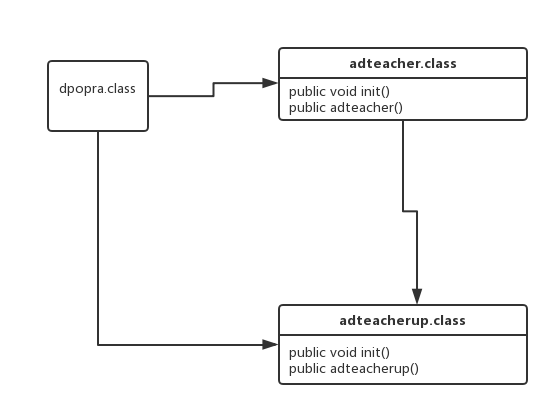 dpopra.class
adteacher.class
public void init()
public adteacher()
adteacherup.class
public void init()
public adteacherup()